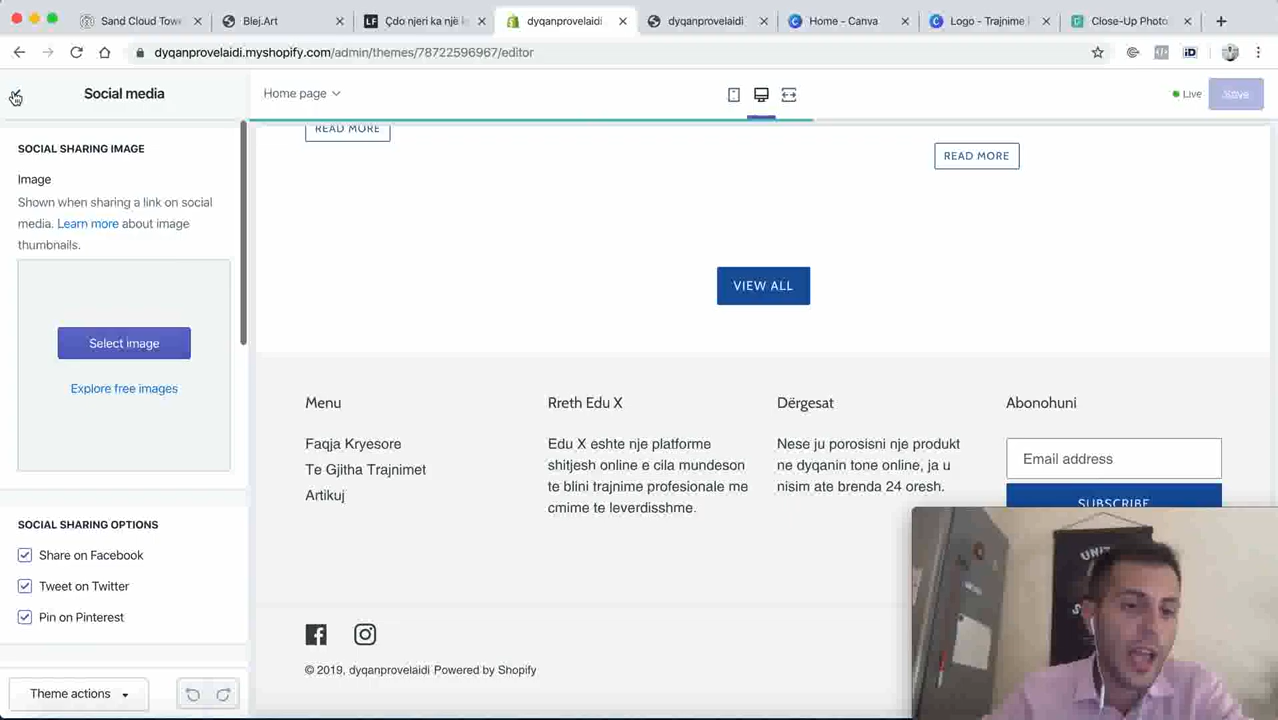 Sand Cloud Tow
Blej.Art
Çdo njeri ka një
dyqanprovelaidi
dyqanprovelaidi
Home - Canva
Logo - Trajnime
Close-Up Photo
dyqanprovelaidi.myshopify.com/admin/themes/78722596967/editor
Social media
Home page
Live
Save
SOCIAL SHARING IMAGE
Image
Shown when sharing a link on social
media. Learn more about image
thumbnails.
Select image
Explore free images
SOCIAL SHARING OPTIONS
Share on Facebook
Tweet on Twitter
Pin on Pinterest
Theme actions
READ MORE
READ MORE
VIEW ALL
Menu
Faqja Kryesore
Te Gjitha Trajnimet
Artikuj
Rreth Edu X
Edu X eshte nje platforme
shitjesh online e cila mundeson
te blini trajnime profesionale me
cmime te leverdisshme.
Dërgesat
Nese ju porosisni nje produkt
ne dyqanin tone online, ja u
nisim ate brenda 24 oresh.
Abonohuni
Email address
SUBSCRIBE
© 2019, dyqanprovelaidi Powered by Shopify